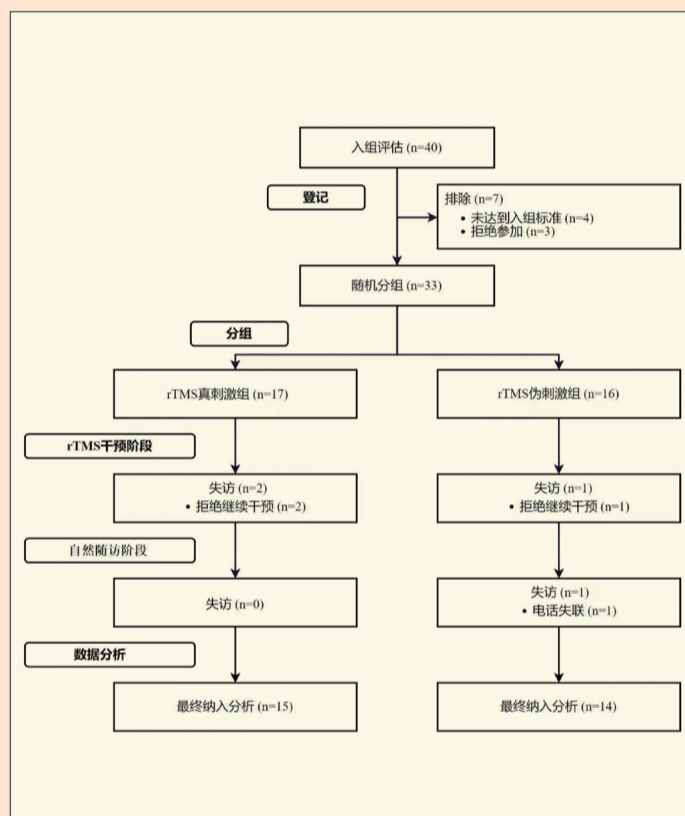 入组评估 (n=40)
登记
排除 (n=7)
• 未达到入组标准 (n=4)
• 拒绝参加 (n=3)
随机分组 (n=33)
分组
rTMS真刺激组 (n=17)
rTMS伪刺激组 (n=16)
rTMS干预阶段
失访 (n=2)
• 拒绝继续干预 (n=2)
失访 (n=1)
• 拒绝继续干预 (n=1)
自然随访阶段
失访 (n=0)
失访 (n=1)
• 电话失联 (n=1)
数据分析
最终纳入分析 (n=15)
最终纳入分析 (n=14)